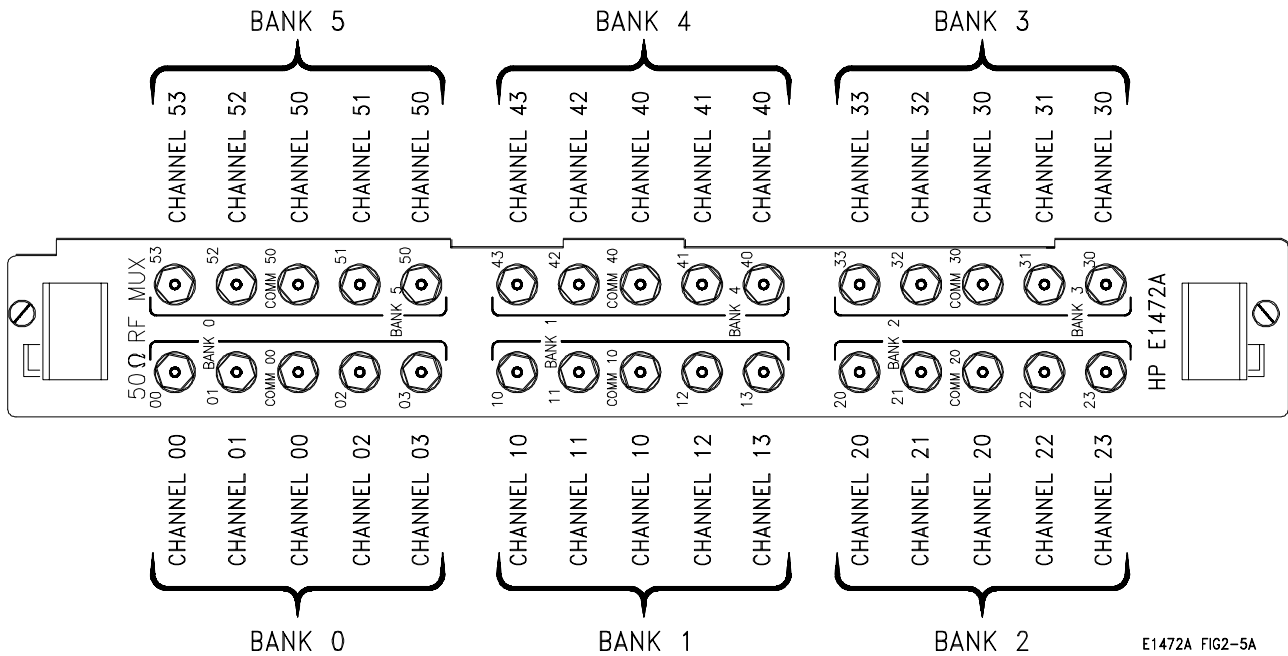 BANK 5
BANK 4
BANK 3
CHANNEL 53
CHANNEL 52
CHANNEL 50
CHANNEL 51
CHANNEL 50
CHANNEL 43
CHANNEL 42
CHANNEL 40
CHANNEL 41
CHANNEL 40
CHANNEL 33
CHANNEL 32
CHANNEL 30
CHANNEL 31
CHANNEL 30
50Ω RF MUX
53
52
COMM 50
51
50
BANK 5
43
42
COMM 40
41
40
BANK 4
33
32
COMM 30
31
30
BANK 3
HP E1472A
00
BANK 0
01
COMM 00
02
03
10
BANK 1
11
COMM 10
12
13
20
BANK 2
21
COMM 20
22
23
CHANNEL 00
CHANNEL 01
CHANNEL 00
CHANNEL 02
CHANNEL 03
CHANNEL 10
CHANNEL 11
CHANNEL 10
CHANNEL 12
CHANNEL 13
CHANNEL 20
CHANNEL 21
CHANNEL 20
CHANNEL 22
CHANNEL 23
BANK 0
BANK 1
BANK 2
E1472A FIG2-5A